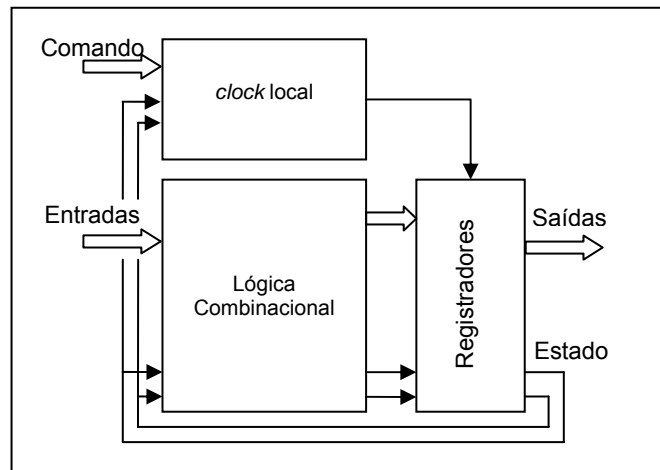 Comando
clock local
Entradas
Lógica
Combinacional
Registradores
Saídas
Estado